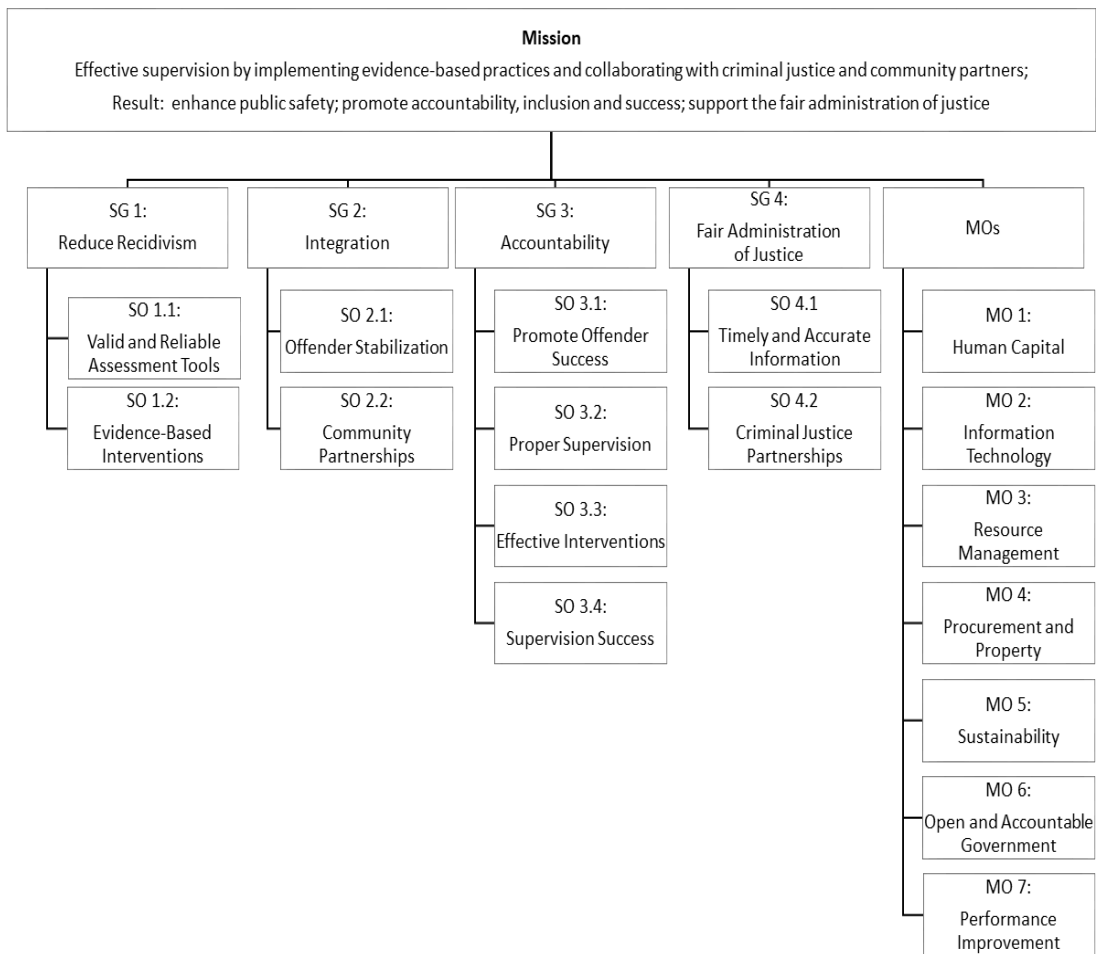 Mission
Effective supervision by implementing evidence-based practices and collaborating with criminal justice and community partners;
Result: enhance public safety; promote accountability, inclusion and success; support the fair administration of justice
SG 1:
Reduce Recidivism
SO 1.1:
Valid and Reliable
Assessment Tools
SO 1.2:
Evidence-Based
Interventions
SG 2:
Integration
SO 2.1:
Offender Stabilization
SO 2.2:
Community
Partnerships
SG 3:
Accountability
SO 3.1:
Promote Offender
Success
SO 3.2:
Proper Supervision
SO 3.3:
Effective Interventions
SO 3.4:
Supervision Success
SG 4:
Fair Administration
of Justice
SO 4.1
Timely and Accurate
Information
SO 4.2
Criminal Justice
Partnerships
MOs
MO 1:
Human Capital
MO 2:
Information
Technology
MO 3:
Resource
Management
MO 4:
Procurement and
Property
MO 5:
Sustainability
MO 6:
Open and Accountable
Government
MO 7:
Performance
Improvement